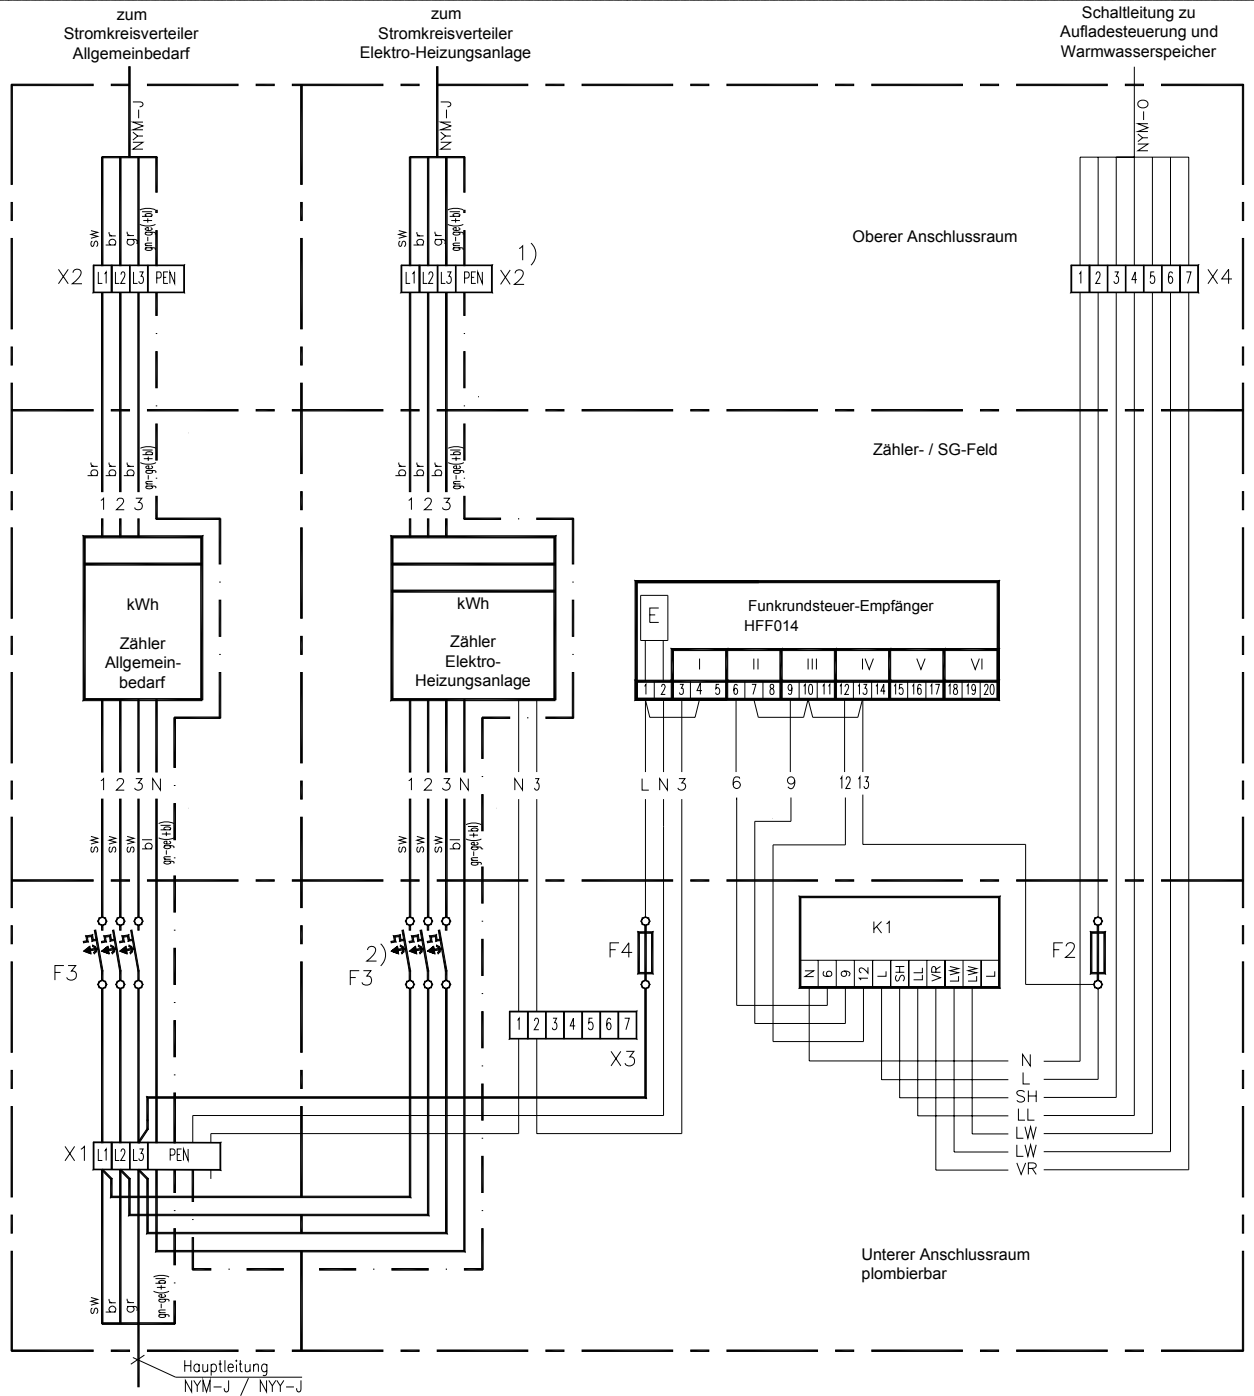 zum
Stromkreisverteiler
Allgemeinbedarf
zum
Stromkreisverteiler
Elektro-Heizungsanlage
Schaltleitung zu
Aufladesteuerung und
Warmwasserspeicher
NYM-J
NYM-J
NYM-O
sw br gr gn-ge(+bl)
sw br gr gn-ge(+bl)
Oberer Anschlussraum
1)
X2 L1 L2 L3 PEN
L1 L2 L3 PEN X2
1 2 3 4 5 6 7 X4
Zähler- / SG-Feld
br br br gn-ge(+bl)
br br br gn-ge(+bl)
1 2 3
1 2 3
kWh
Zähler
Allgemein-
bedarf
kWh
Zähler
Elektro-
Heizungsanlage
E
Funkrundsteuer-Empfänger
HFF014
I II III IV V VI
1 2 3 4 5 6 7 8 9 10 11 12 13 14 15 16 17 18 19 20
1 2 3 N
1 2 3 N
N 3
L N 3
6
9
12 13
sw sw sw bl gn-ge(+bl)
sw sw sw bl gn-ge(+bl)
F3
2)
F3
F4
K1
N 6 9 12 L SH LL VR LW LW L
F2
1 2 3 4 5 6 7
X3
N
L
SH
LL
LW
LW
VR
X1 L1 L2 L3 PEN
Unterer Anschlussraum
plombierbar
sw br gr gn-ge(+bl)
Hauptleitung
NYM-J / NYY-J